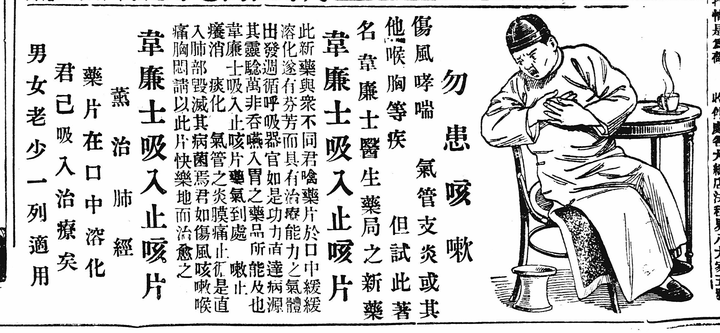 勿患咳嗽
傷風哮喘 氣管支炎或其
他喉胸等疾 但試此著
名韋廉士醫生藥局之新藥
韋廉士吸入止咳片
此新藥與衆不同君噙藥片於口中緩緩
溶化遂有芬芳而具有治療能力之氣體
出發週循呼吸器官如是功力直達病源
其靈驗萬非吞嚥入胃之藥品所能及也
韋廉士吸入止咳片藥氣到處 嗽止
癢消 痰化 氣管之炎膜痛止 是直
入肺部毀滅其病菌焉君如傷風咳嗽喉
痛胸悶請以此片快樂地而治愈之
韋廉士吸入止咳片
薰治肺經
藥片在口中溶化
君已吸入治療矣
男女老少一列適用